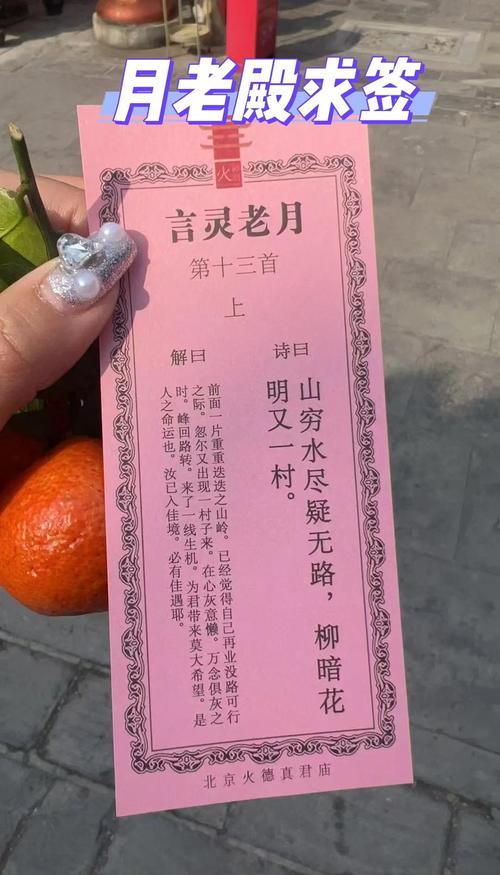 月老殿求签
火
月老灵言
第十三首
上
诗曰
山穷水尽疑无路，柳暗花
明又一村。
解曰
前面一片重重迭迭之山岭。已经觉得自己再业没路可行
之际。忽尔又出现一村子来。在心灰意懒。万念俱灰之
时。峰回路转。来了一线生机。为君带来莫大希望。是
人之命运也。汝已入佳境。必有佳遇耶。
北京火德真君庙